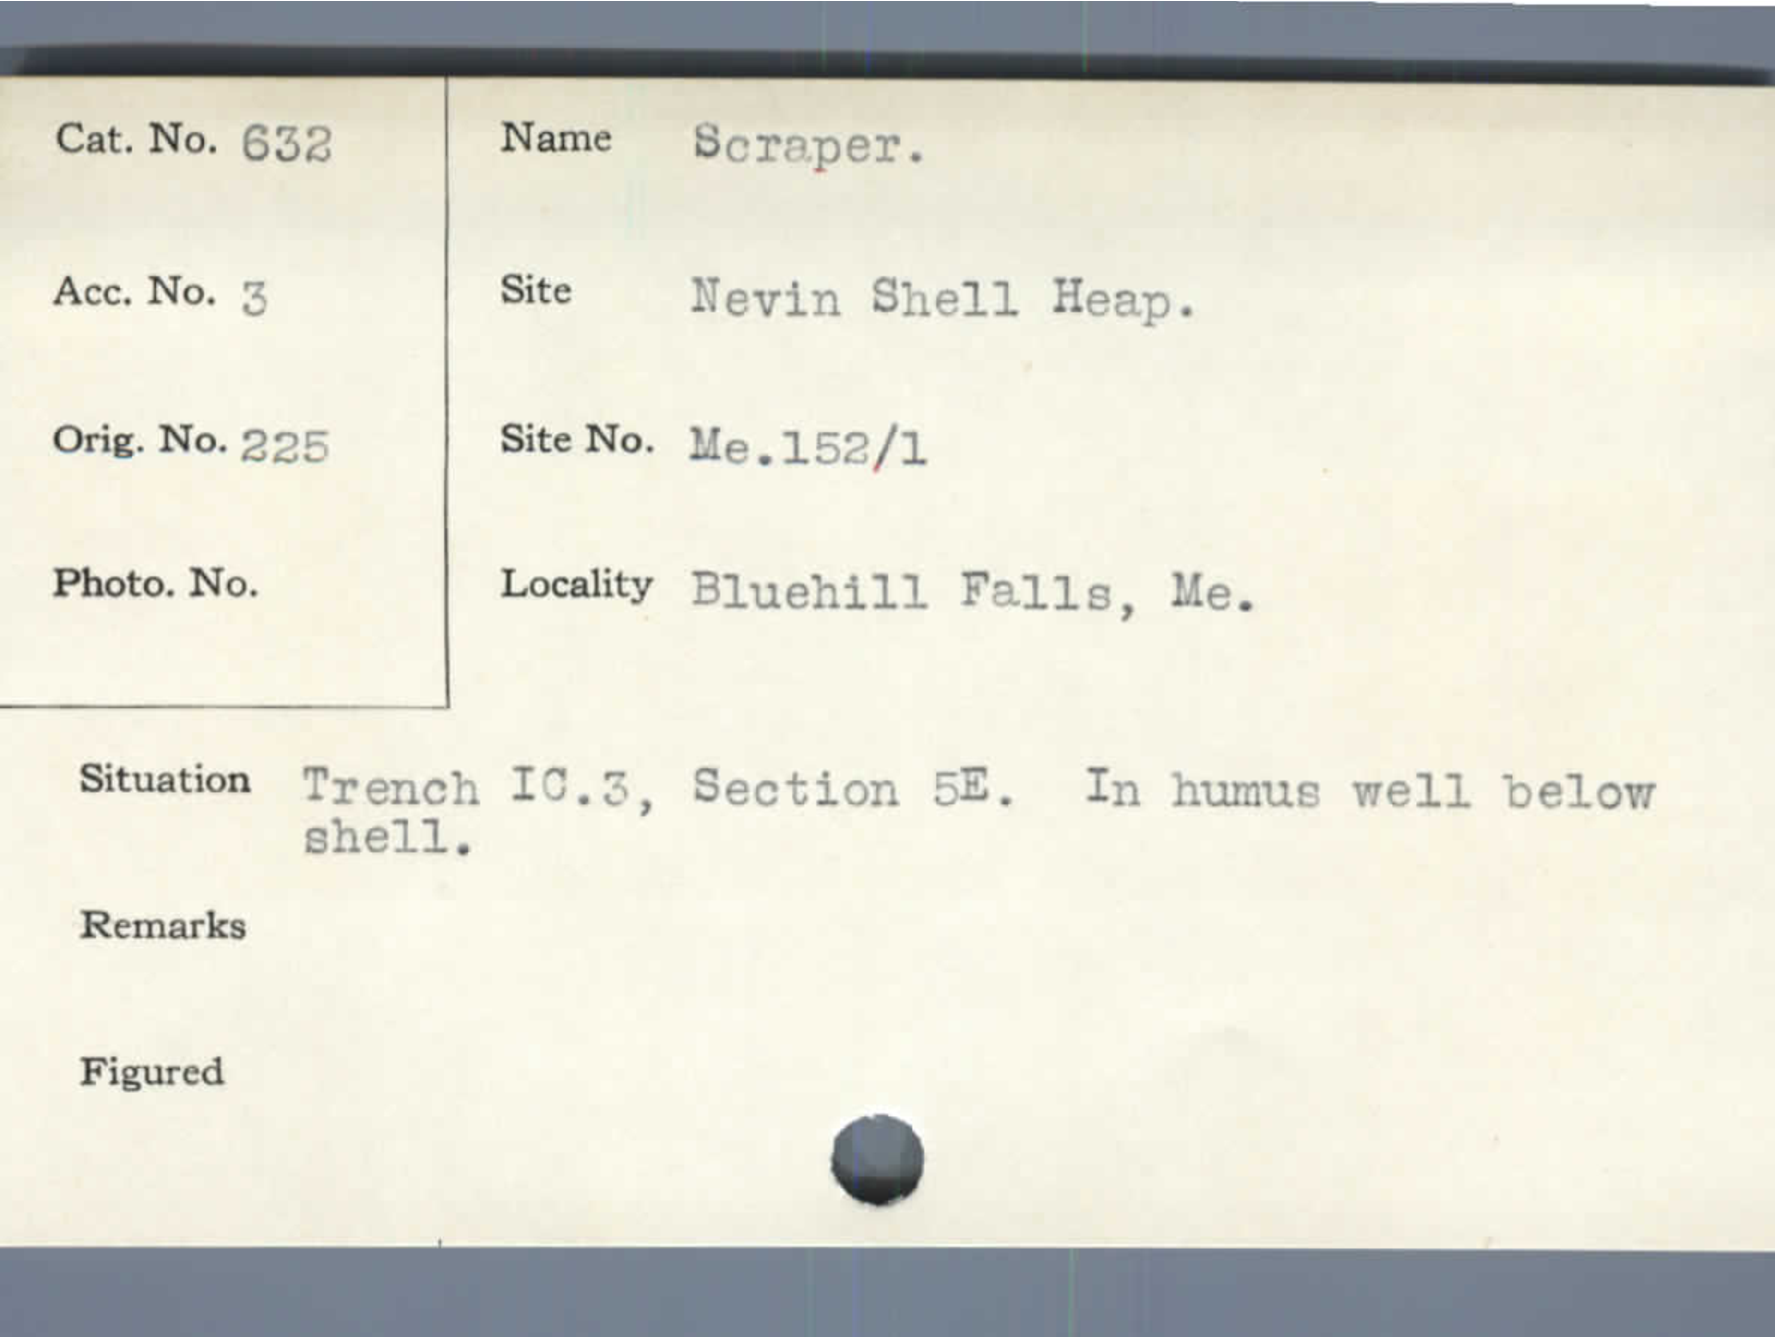 Cat. No. 632
Name Scraper.
Acc. No. 3
Site Nevin Shell Heap.
Orig. No. 225
Site No. Me.152/1
Photo. No.
Locality Bluehill Falls, Me.
Situation Trench IC.3, Section 5E. In humus well below
shell.
Remarks
Figured